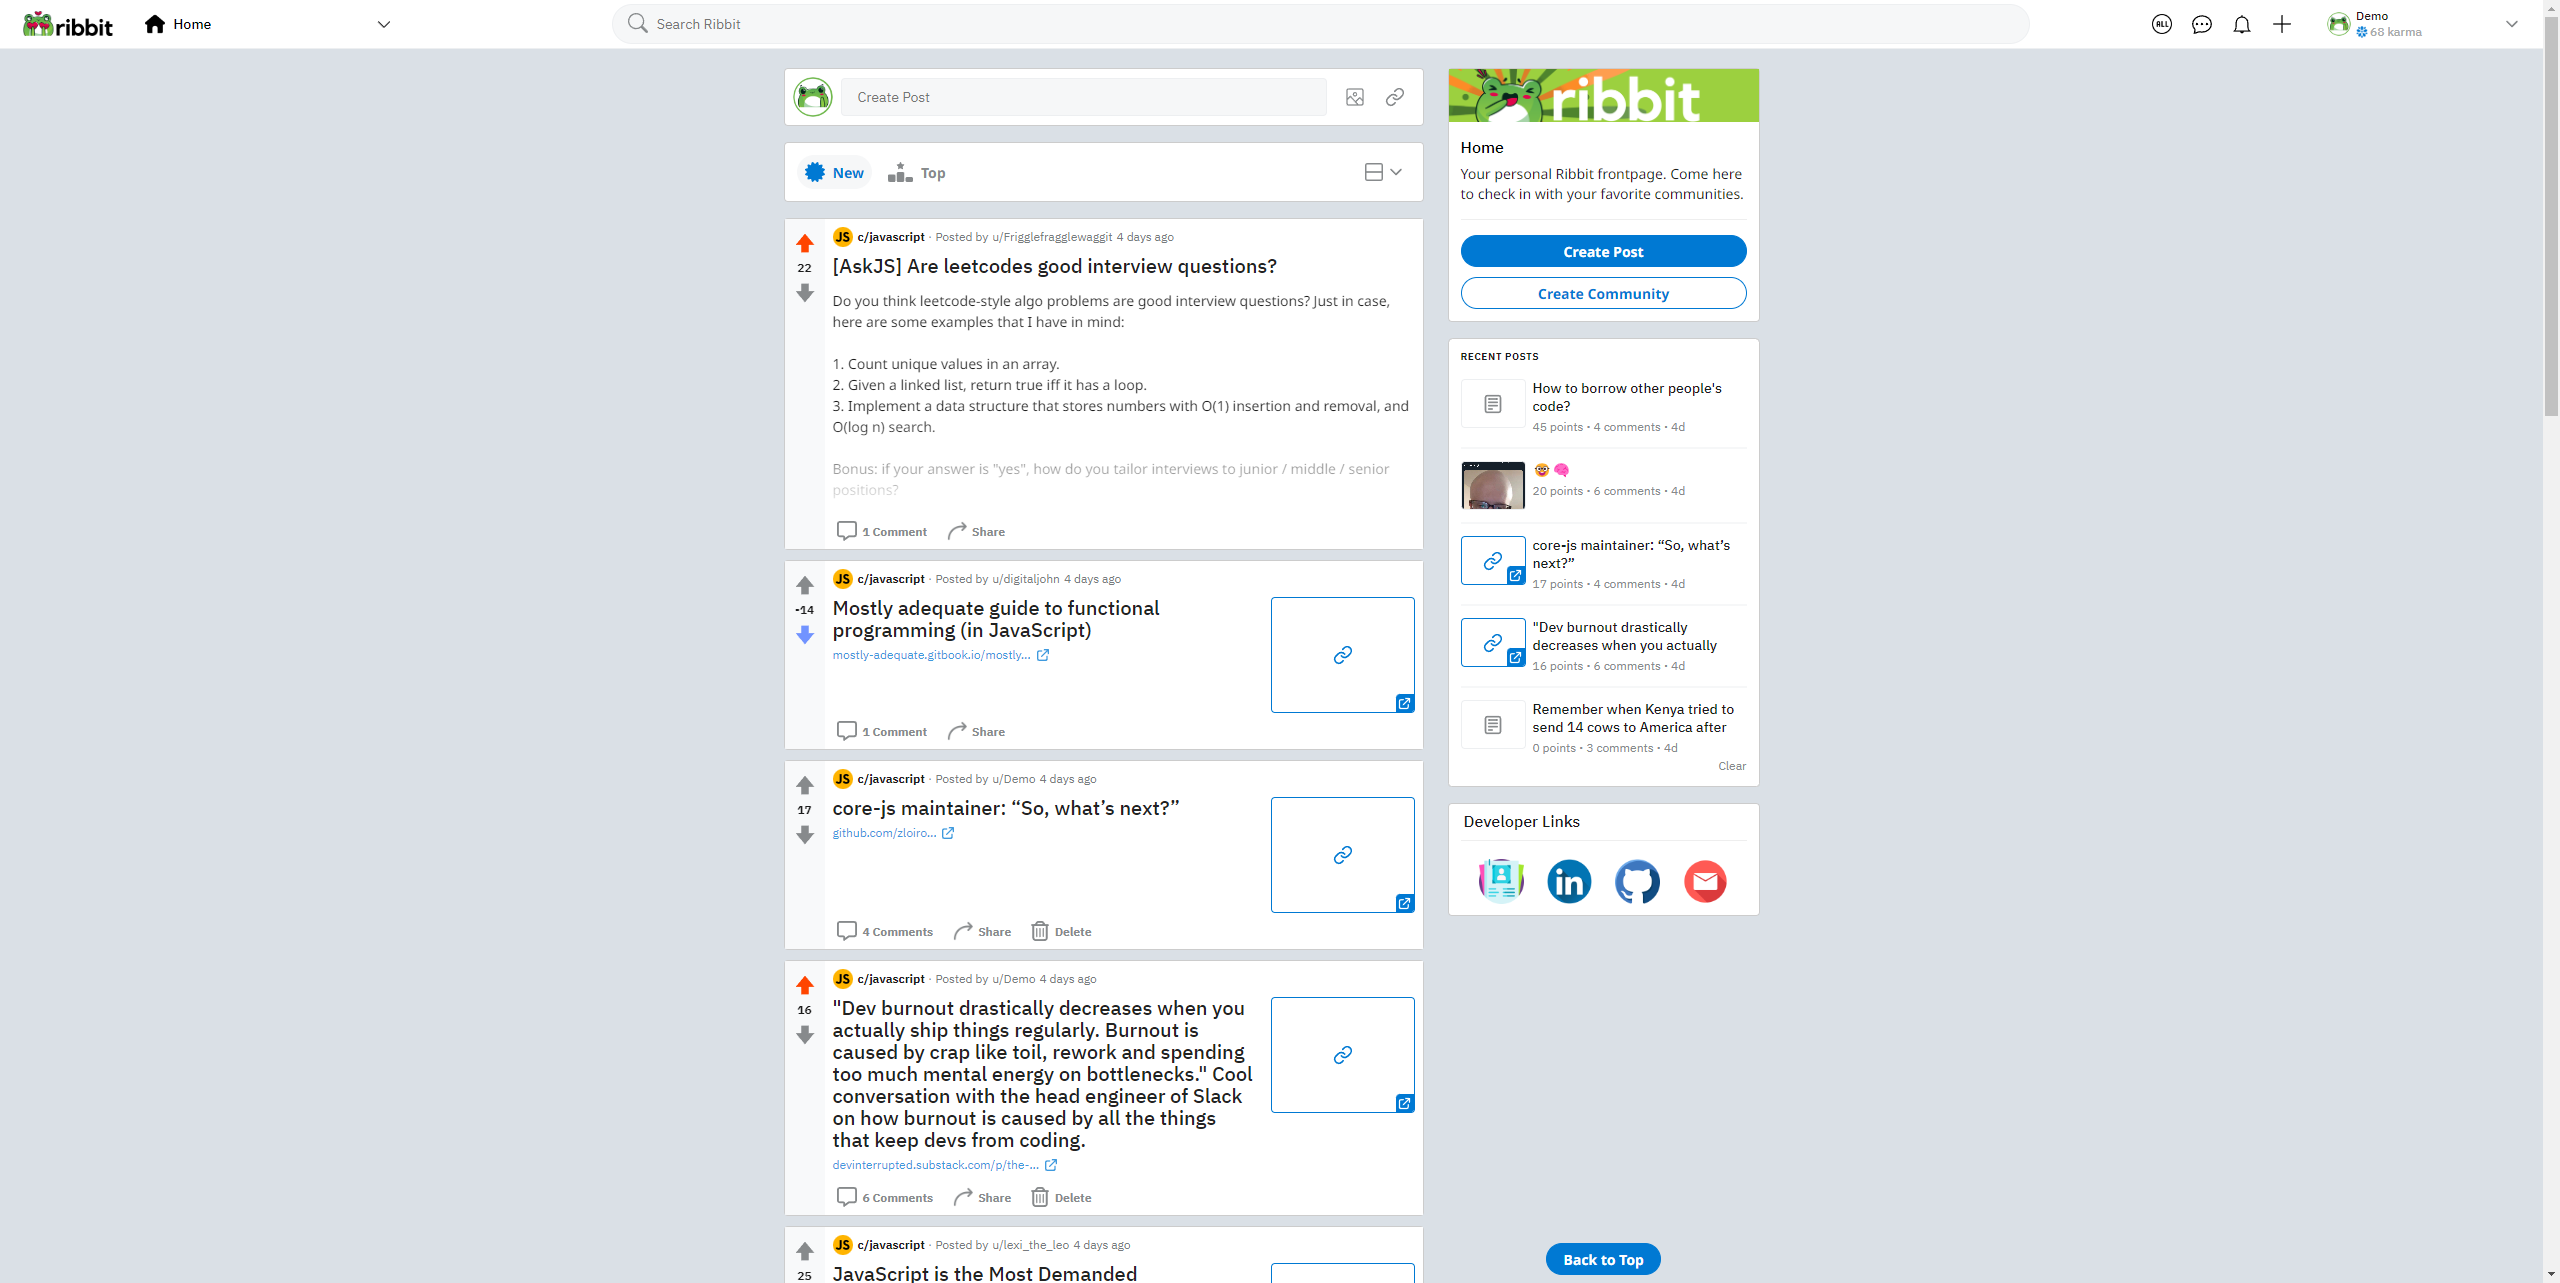 ribbit
Home
Search Ribbit
ALL
Demo
68 karma
Create Post
New
Top
22
JS c/javascript · Posted by u/Frigglefragglewaggit 4 days ago
[AskJS] Are leetcodes good interview questions?
Do you think leetcode-style algo problems are good interview questions? Just in case,
here are some examples that I have in mind:
1. Count unique values in an array.
2. Given a linked list, return true iff it has a loop.
3. Implement a data structure that stores numbers with O(1) insertion and removal, and
O(log n) search.
Bonus: if your answer is "yes", how do you tailor interviews to junior / middle / senior
positions?
1 Comment
Share
-14
JS c/javascript · Posted by u/digitaljohn 4 days ago
Mostly adequate guide to functional
programming (in JavaScript)
mostly-adequate.gitbook.io/mostly...
1 Comment
Share
17
JS c/javascript · Posted by u/Demo 4 days ago
core-js maintainer: “So, what’s next?”
github.com/zloiro...
4 Comments
Share
Delete
16
JS c/javascript · Posted by u/Demo 4 days ago
"Dev burnout drastically decreases when you
actually ship things regularly. Burnout is
caused by crap like toil, rework and spending
too much mental energy on bottlenecks." Cool
conversation with the head engineer of Slack
on how burnout is caused by all the things
that keep devs from coding.
devinterrupted.substack.com/p/the-...
6 Comments
Share
Delete
25
JS c/javascript · Posted by u/lexi_the_leo 4 days ago
JavaScript is the Most Demanded
ribbit
Home
Your personal Ribbit frontpage. Come here
to check in with your favorite communities.
Create Post
Create Community
RECENT POSTS
How to borrow other people's
code?
45 points • 4 comments • 4d
🤓🧠
20 points • 6 comments • 4d
core-js maintainer: “So, what’s
next?”
17 points • 4 comments • 4d
"Dev burnout drastically
decreases when you actually
16 points • 6 comments • 4d
Remember when Kenya tried to
send 14 cows to America after
0 points • 3 comments • 4d
Clear
Developer Links
in
Back to Top